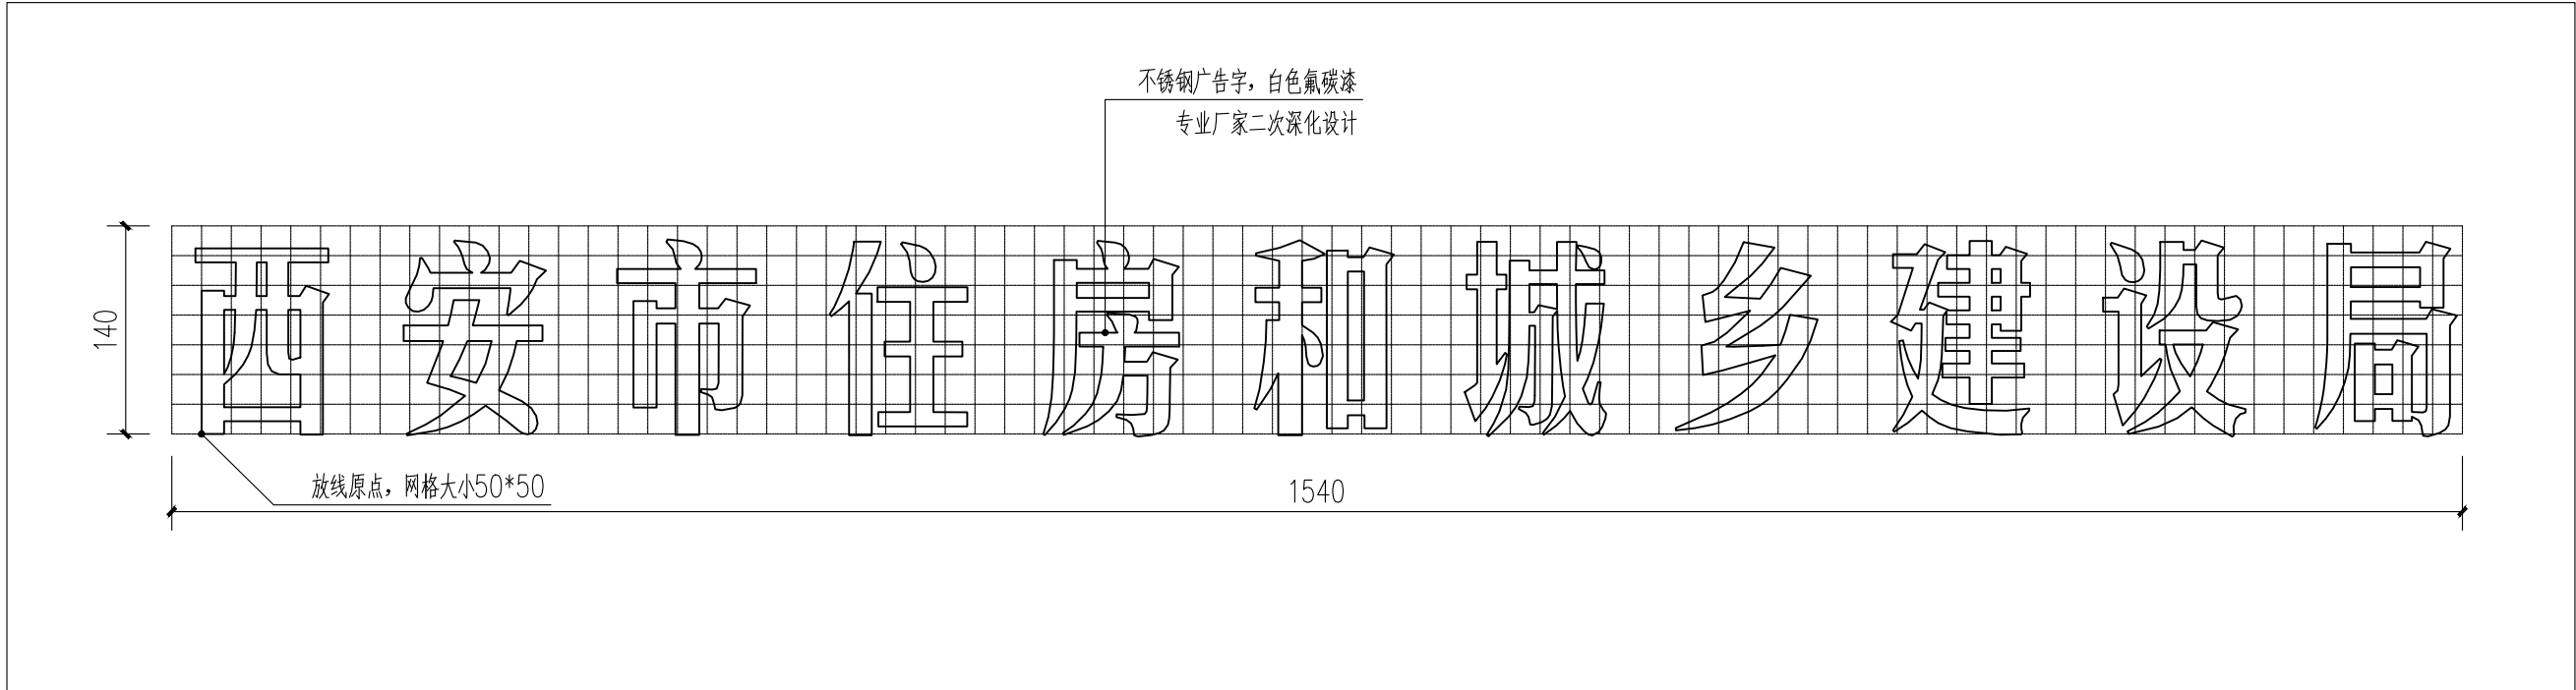 不锈钢广告字，白色氟碳漆
专业厂家二次深化设计
140
西安市住房和城乡建设局
放线原点，网格大小50*50
1540